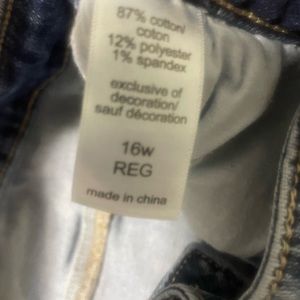 87% cotton/
coton
12% polyester
1% spandex
exclusive of
decoration/
sauf décoration
16w
REG
made in china